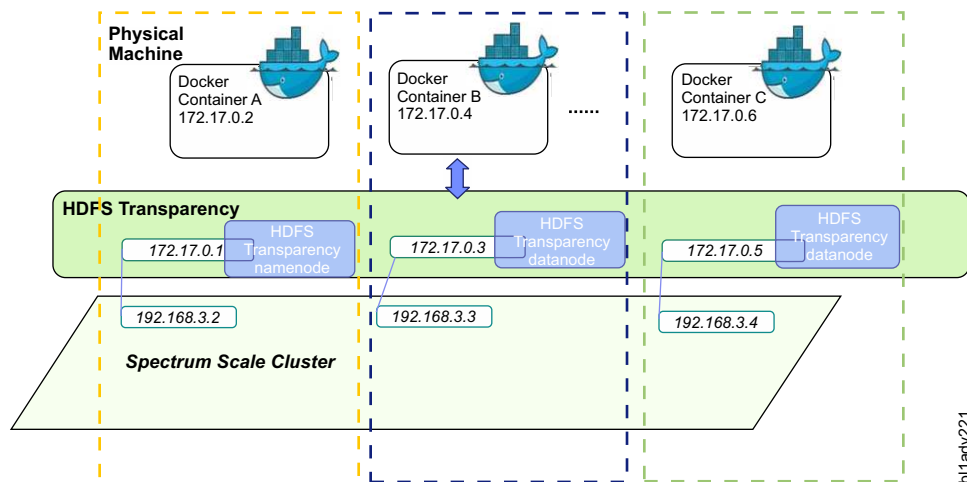 Physical
Machine
Docker
Container A
172.17.0.2
Docker
Container B
172.17.0.4
......
Docker
Container C
172.17.0.6
HDFS Transparency
172.17.0.1
HDFS
Transparency
namenode
172.17.0.3
HDFS
Transparency
datanode
172.17.0.5
HDFS
Transparency
datanode
192.168.3.2
192.168.3.3
192.168.3.4
Spectrum Scale Cluster
bl1adv221